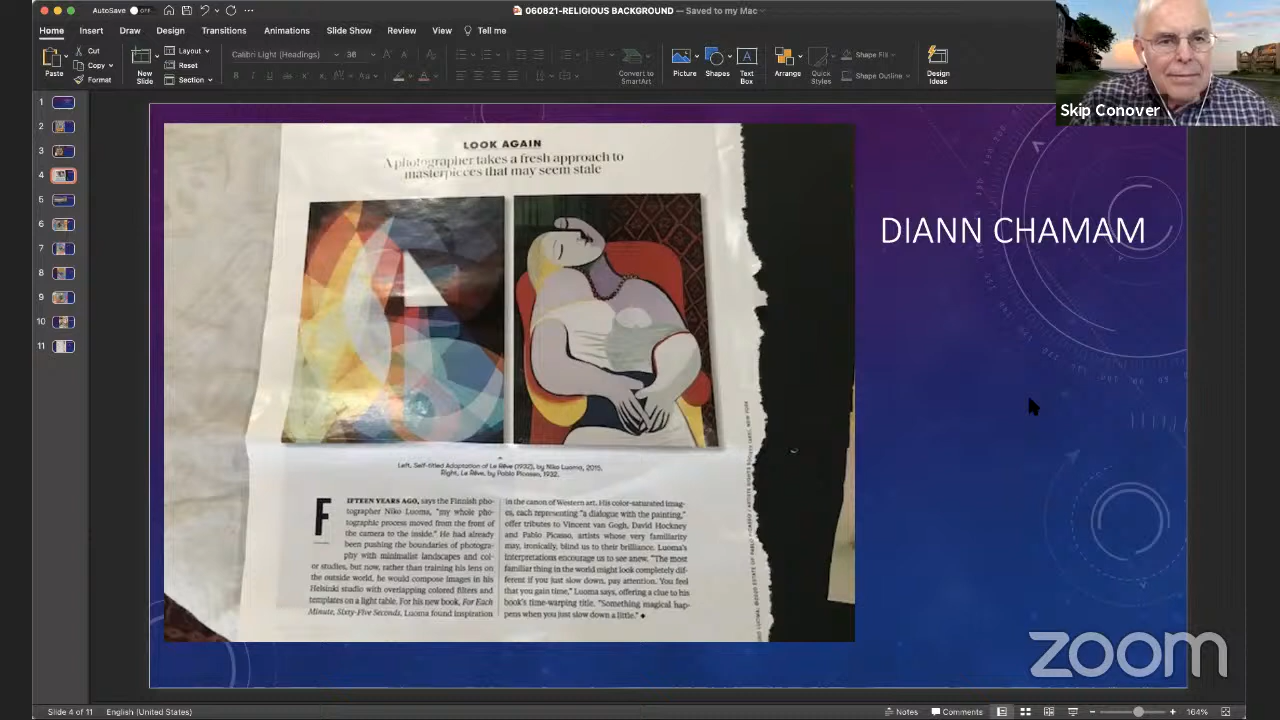 AutoSave OFF
060821-RELIGIOUS BACKGROUND — Saved to my Mac
Home Insert Draw Design Transitions Animations Slide Show Review View Tell me
Paste
Cut
Copy
Format
New Slide
Layout
Reset
Section
Calibri Light (Headings) 36
Convert to SmartArt
Picture
Shapes
Text Box
Arrange
Quick Styles
Shape Fill
Shape Outline
Design Ideas
Skip Conover
1
2
3
4
5
6
7
8
9
10
11
LOOK AGAIN
A photographer takes a fresh approach to
masterpieces that may seem stale
DIANN CHAMAM
Left, Self-titled Adaptation of Le Rêve (1932), by Niko Luoma, 2015.
Right, Le Rêve, by Pablo Picasso, 1932.
FIFTEEN YEARS AGO, says the Finnish pho-
tographer Niko Luoma, "my whole pho-
tographic process moved from the front of
the camera to the inside." He had already
been pushing the boundaries of photogra-
phy with minimalist landscapes and col-
or studies, but now, rather than training his lens on
the outside world, he would compose images in his
Helsinki studio with overlapping colored filters and
templates on a light table. For his new book, For Each
Minute, Sixty-Five Seconds, Luoma found inspiration
in the canon of Western art. His color-saturated imag-
es, each representing "a dialogue with the painting,"
offer tributes to Vincent van Gogh, David Hockney
and Pablo Picasso, artists whose very familiarity
may, ironically, blind us to their brilliance. Luoma's
interpretations encourage us to see anew. "The most
familiar thing in the world might look completely dif-
ferent if you just slow down, pay attention. You feel
that you gain time," Luoma says, offering a clue to his
book's time-warping title. "Something magical hap-
pens when you just slow down a little." ◆
zoom
Slide 4 of 11 English (United States)
Notes Comments 164%